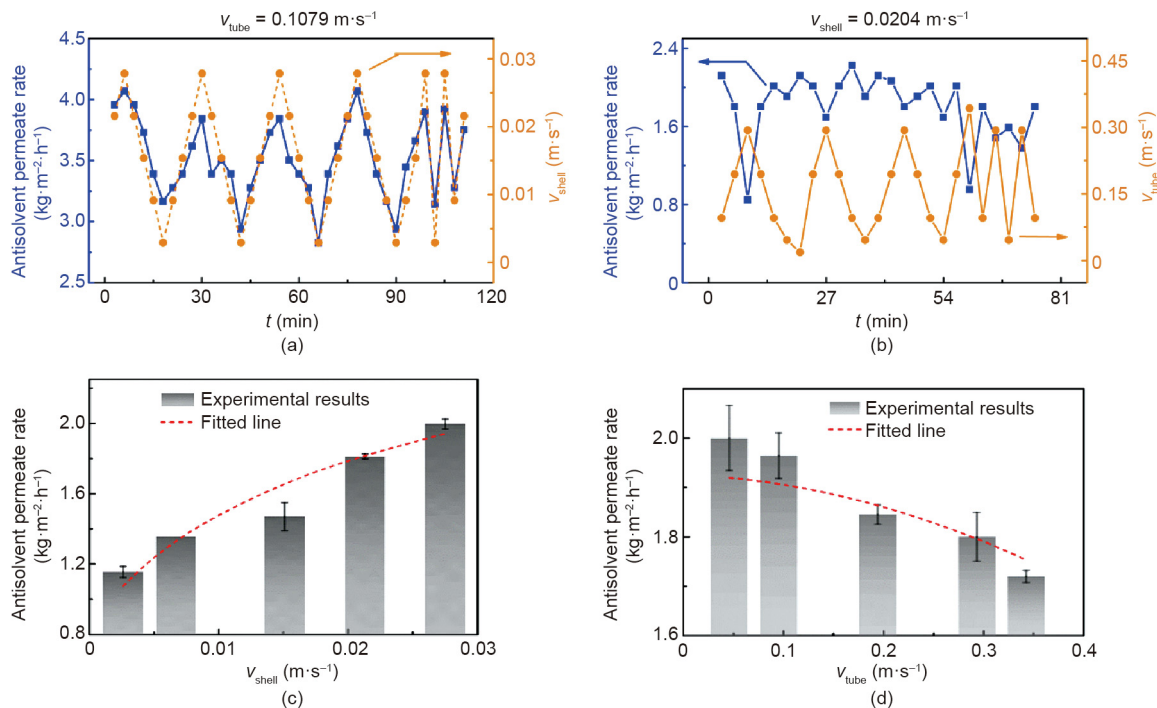 v_tube = 0.1079 m·s⁻¹
4.5
4.0
3.5
3.0
2.5
Antisolvent permeate rate
(kg·m⁻²·h⁻¹)
0.03
0.02
0.01
0
v_shell (m·s⁻¹)
0 30 60 90 120
t (min)
(a)
v_shell = 0.0204 m·s⁻¹
2.4
1.6
0.8
0
Antisolvent permeate rate
(kg·m⁻²·h⁻¹)
0.45
0.30
0.15
0
v_tube (m·s⁻¹)
0 27 54 81
t (min)
(b)
Experimental results
Fitted line
2.0
1.6
1.2
0.8
Antisolvent permeate rate
(kg·m⁻²·h⁻¹)
0 0.01 0.02 0.03
v_shell (m·s⁻¹)
(c)
Experimental results
Fitted line
2.0
1.8
1.6
Antisolvent permeate rate
(kg·m⁻²·h⁻¹)
0 0.1 0.2 0.3 0.4
v_tube (m·s⁻¹)
(d)